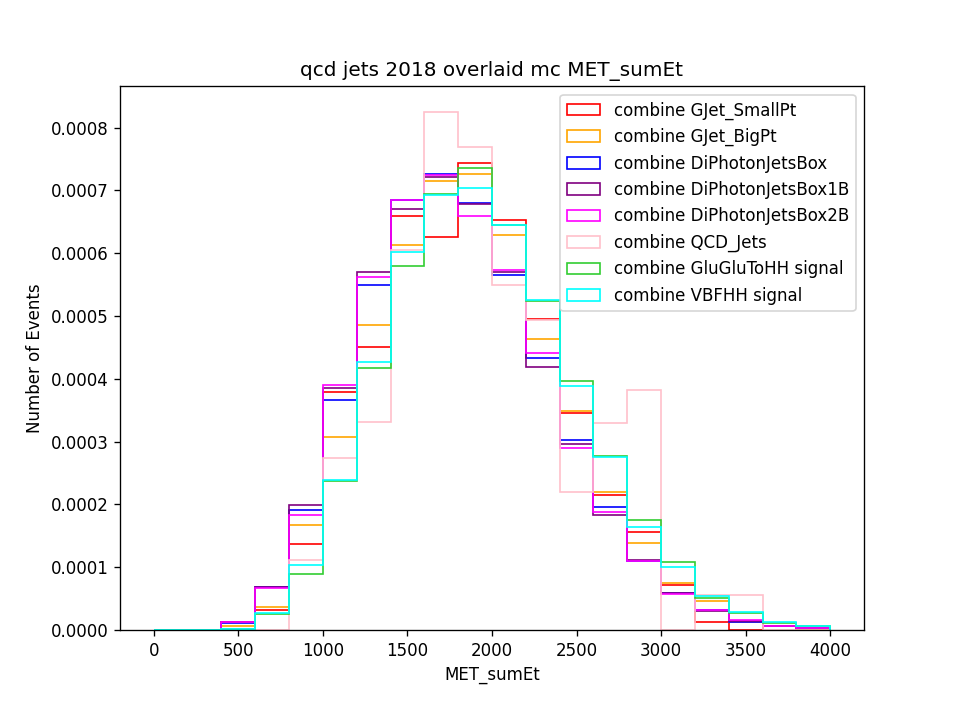 qcd jets 2018 overlaid mc MET_sumEt
combine GJet_SmallPt
combine GJet_BigPt
combine DiPhotonJetsBox
combine DiPhotonJetsBox1B
combine DiPhotonJetsBox2B
combine QCD_Jets
combine GluGluToHH signal
combine VBFHH signal
Number of Events
0.0008
0.0007
0.0006
0.0005
0.0004
0.0003
0.0002
0.0001
0.0000
0 500 1000 1500 2000 2500 3000 3500 4000
MET_sumEt